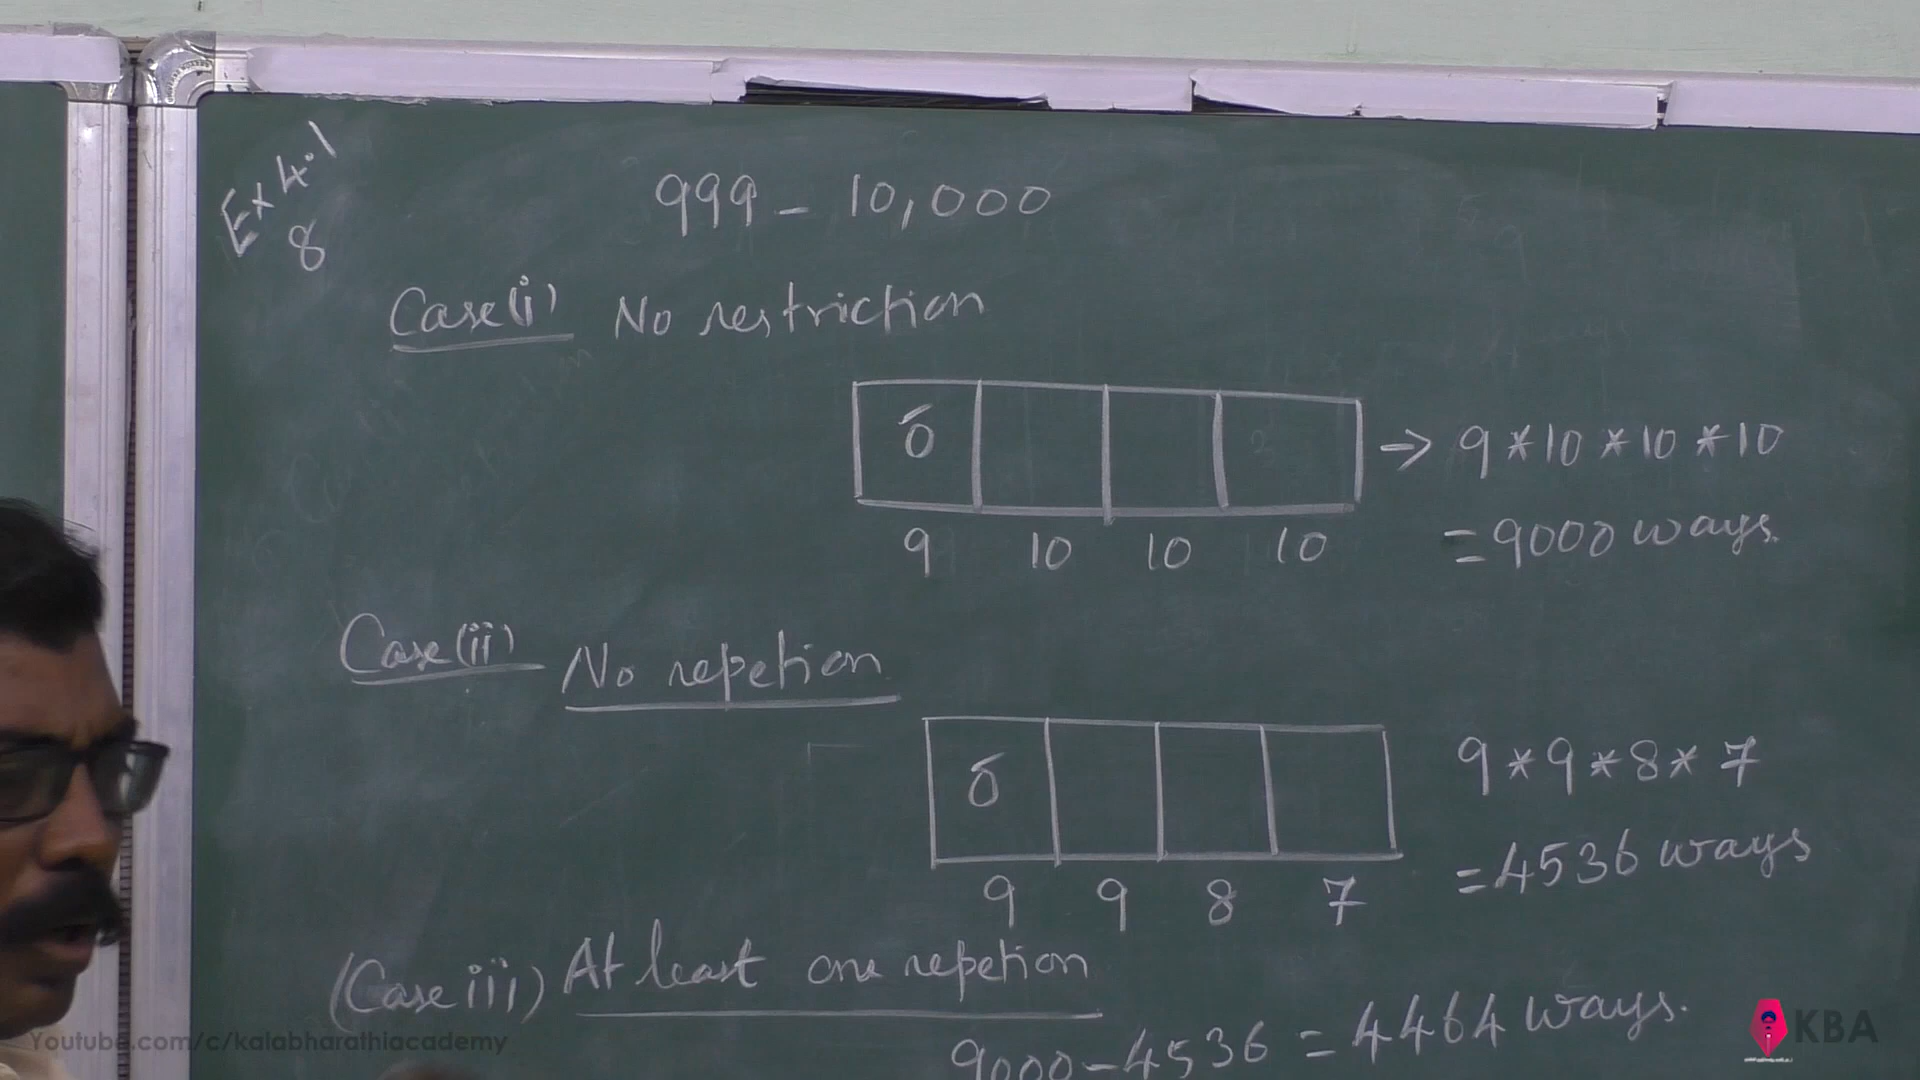 Ex 4.1
8
999 - 10,000
Case(i) No restriction
0 → 9 * 10 * 10 * 10
9 10 10 10
= 9000 ways.
Case(ii) No repetion
0 9 * 9 * 8 * 7
= 4536 ways
9 9 8 7
(Case iii) At least one repetion
9000 - 4536 = 4464 ways.
Youtube.com/c/kalabharathiacademy
KBA